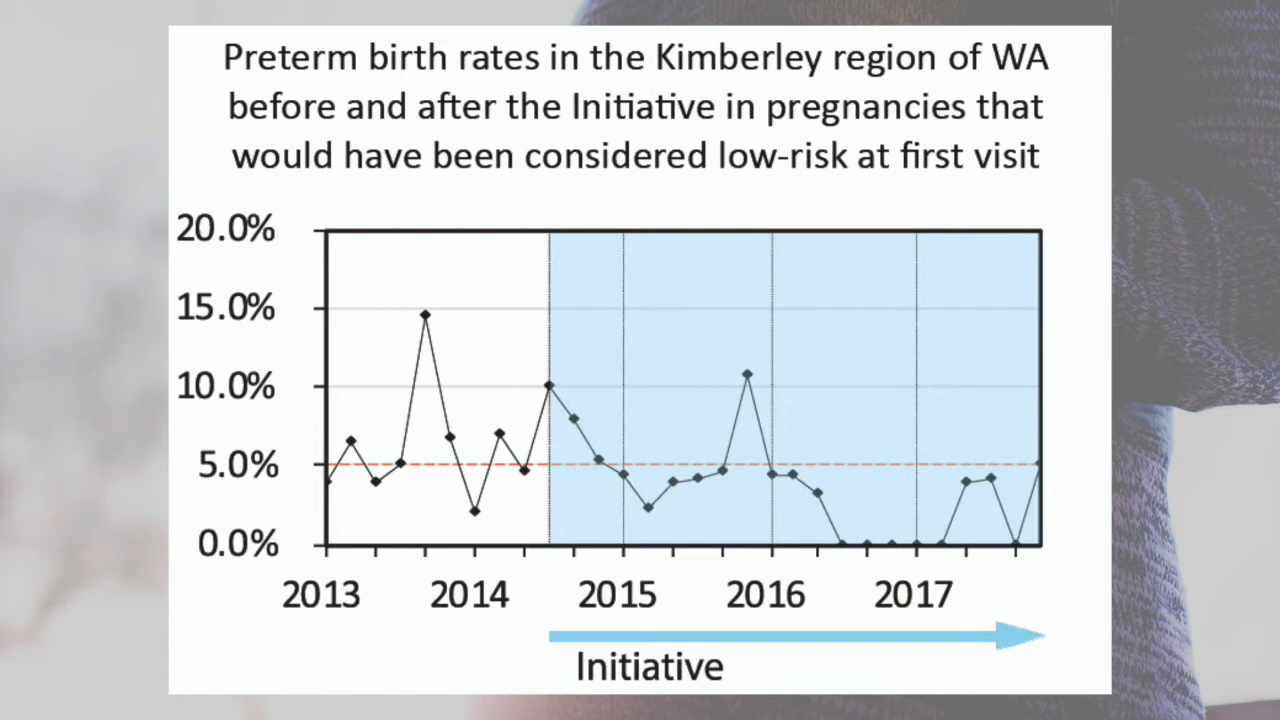 Preterm birth rates in the Kimberley region of WA
before and after the Initiative in pregnancies that
would have been considered low-risk at first visit
20.0%
15.0%
10.0%
5.0%
0.0%
2013 2014 2015 2016 2017
Initiative